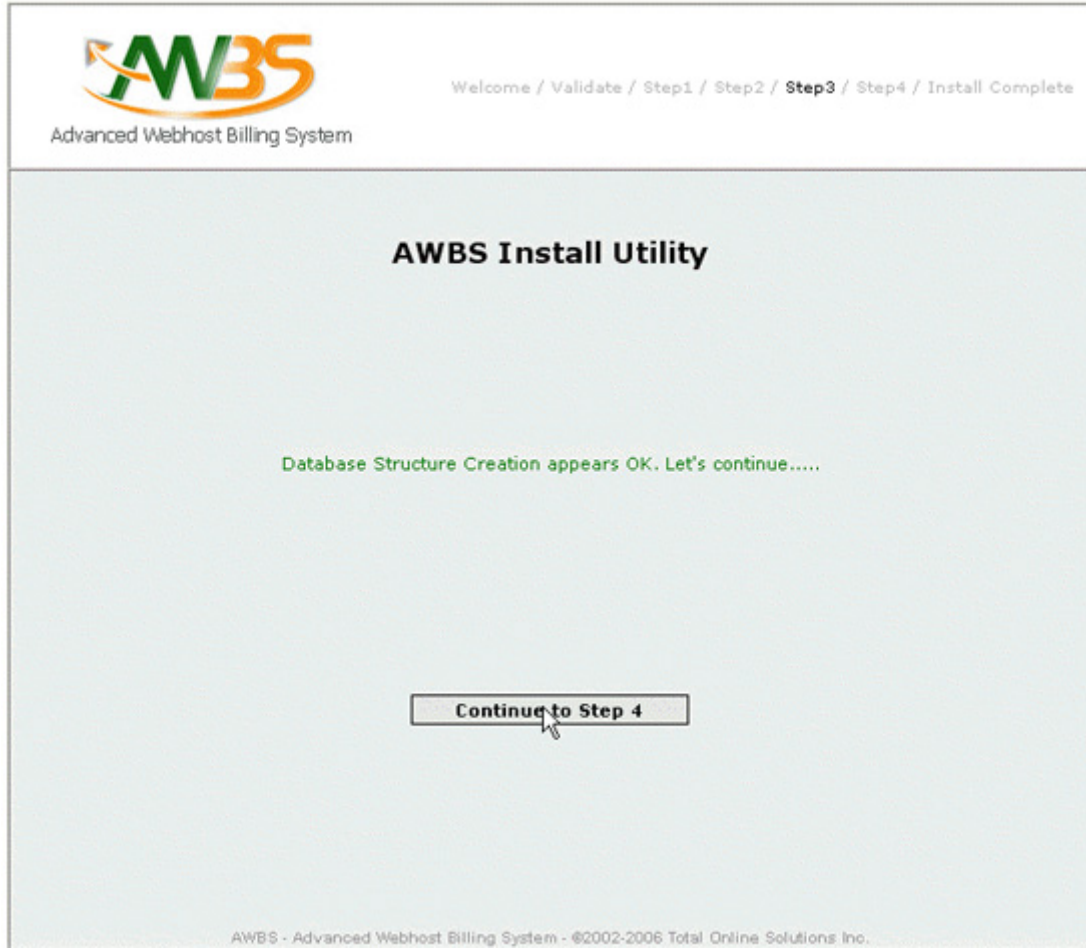 AWBS
Advanced Webhost Billing System
Welcome / Validate / Step1 / Step2 / Step3 / Step4 / Install Complete
AWBS Install Utility
Database Structure Creation appears OK. Let's continue.....
Continue to Step 4
AWBS - Advanced Webhost Billing System - ©2002-2006 Total Online Solutions Inc.